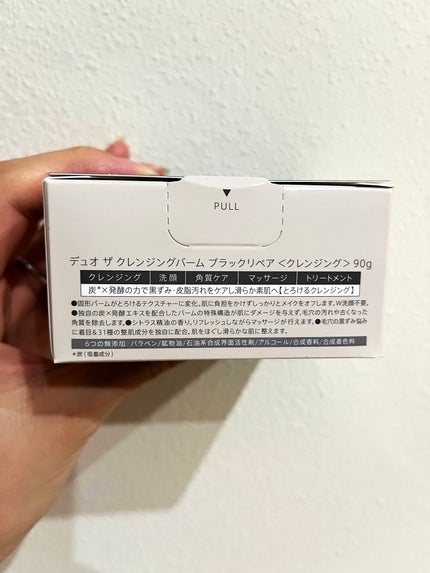 PULL
デュオ ザ クレンジングバーム ブラックリペア <クレンジング> 90g
クレンジング 洗顔 角質ケア マッサージ トリートメント
炭*×発酵の力で黒ずみ・皮脂汚れをケアし滑らか素肌へ【とろけるクレンジング】
●固形バームがとろけるテクスチャーに変化。肌に負担をかけずしっかりとメイクをオフします。W洗顔不要。
●独自の炭×発酵エキスを配合したバームの特殊構造が肌にダメージを与えず、毛穴の汚れや古くなった
角質を除去します。●シトラス精油の香り。リフレッシュしながらマッサージが行えます。●毛穴の黒ずみ悩み
に着目&31種の整肌成分を独自に配合。肌をほぐし滑らかな肌に整えます。
6つの無添加：パラベン/鉱物油/石油系合成界面活性剤/アルコール/合成香料/合成着色料
*炭(吸着成分)